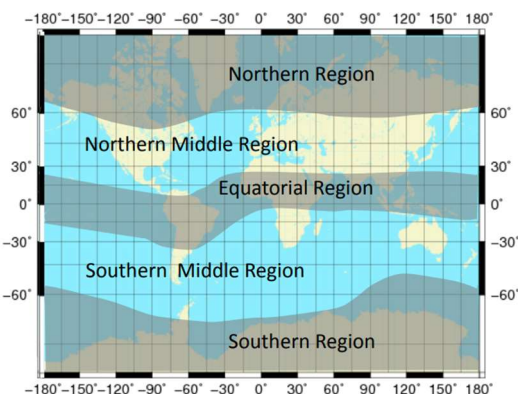 −180° −150° −120° −90° −60° −30° 0° 30° 60° 90° 120° 150° 180°
Northern Region
60° 60°
Northern Middle Region
30° 30°
Equatorial Region
0° 0°
−30° −30°
Southern  Middle Region
−60° −60°
Southern Region
−180° −150° −120° −90° −60° −30° 0° 30° 60° 90° 120° 150° 180°